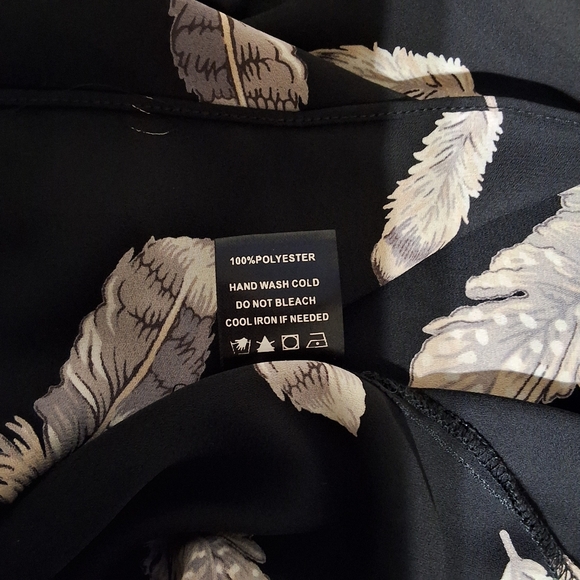 100%POLYESTER
HAND WASH COLD
DO NOT BLEACH
COOL IRON IF NEEDED